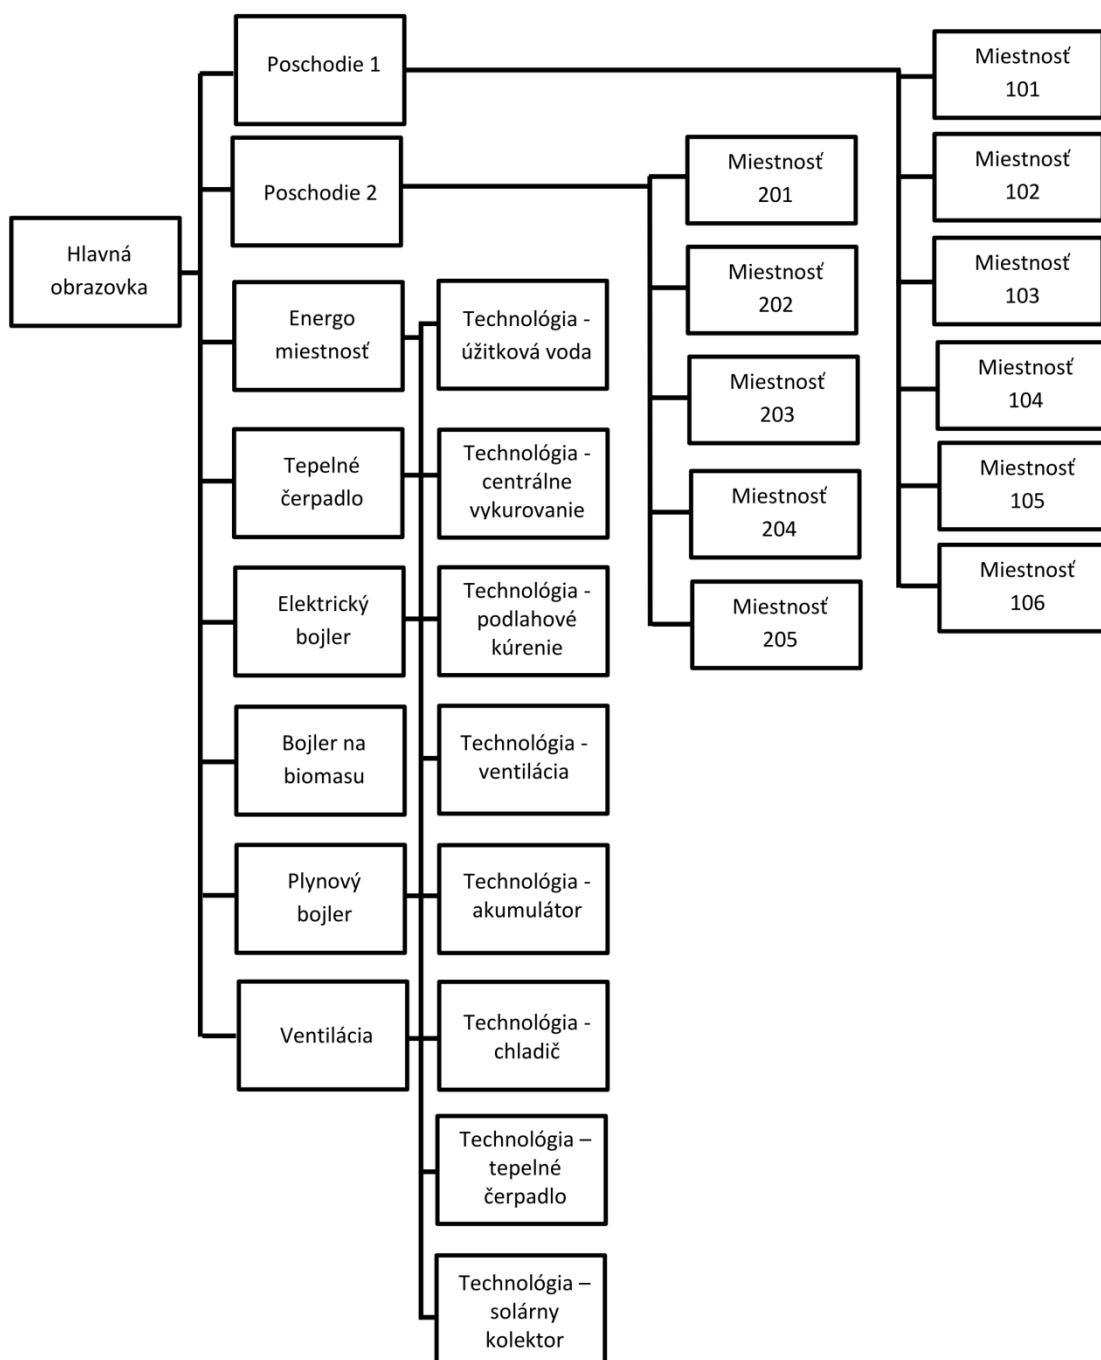 Hlavná
obrazovka
Poschodie 1
Poschodie 2
Energo
miestnosť
Tepelné
čerpadlo
Elektrický
bojler
Bojler na
biomasu
Plynový
bojler
Ventilácia
Technológia -
úžitková voda
Technológia -
centrálne
vykurovanie
Technológia -
podlahové
kúrenie
Technológia -
ventilácia
Technológia -
akumulátor
Technológia -
chladič
Technológia –
tepelné
čerpadlo
Technológia –
solárny
kolektor
Miestnosť
201
Miestnosť
202
Miestnosť
203
Miestnosť
204
Miestnosť
205
Miestnosť
101
Miestnosť
102
Miestnosť
103
Miestnosť
104
Miestnosť
105
Miestnosť
106